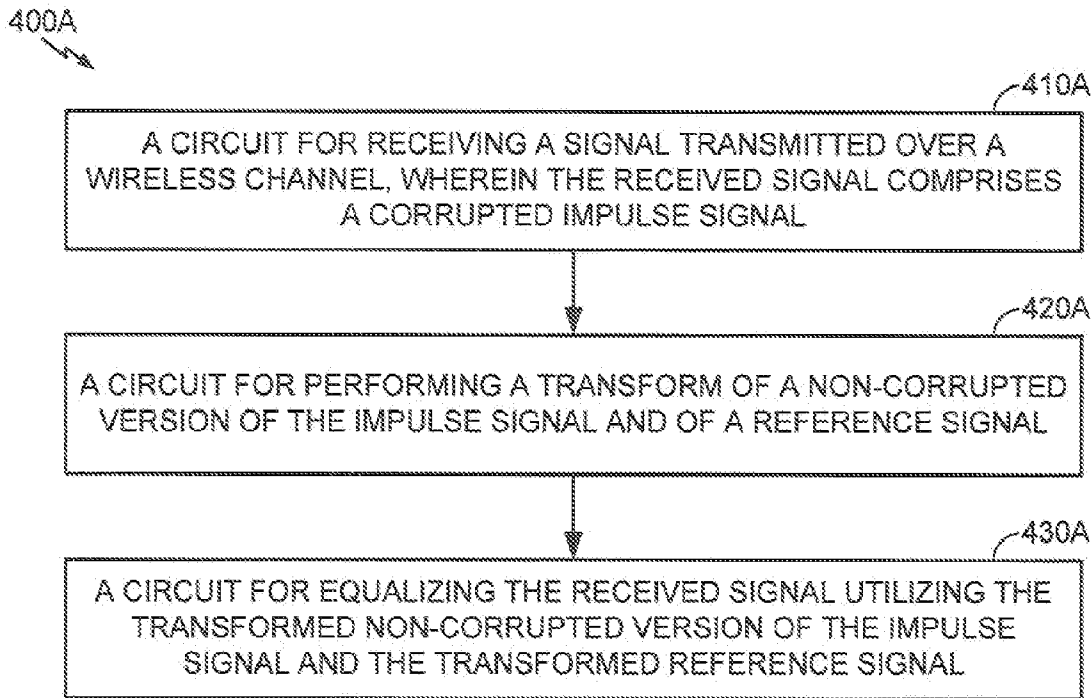 400A
410A
A CIRCUIT FOR RECEIVING A SIGNAL TRANSMITTED OVER A
WIRELESS CHANNEL, WHEREIN THE RECEIVED SIGNAL COMPRISES
A CORRUPTED IMPULSE SIGNAL
420A
A CIRCUIT FOR PERFORMING A TRANSFORM OF A NON-CORRUPTED
VERSION OF THE IMPULSE SIGNAL AND OF A REFERENCE SIGNAL
430A
A CIRCUIT FOR EQUALIZING THE RECEIVED SIGNAL UTILIZING THE
TRANSFORMED NON-CORRUPTED VERSION OF THE IMPULSE
SIGNAL AND THE TRANSFORMED REFERENCE SIGNAL